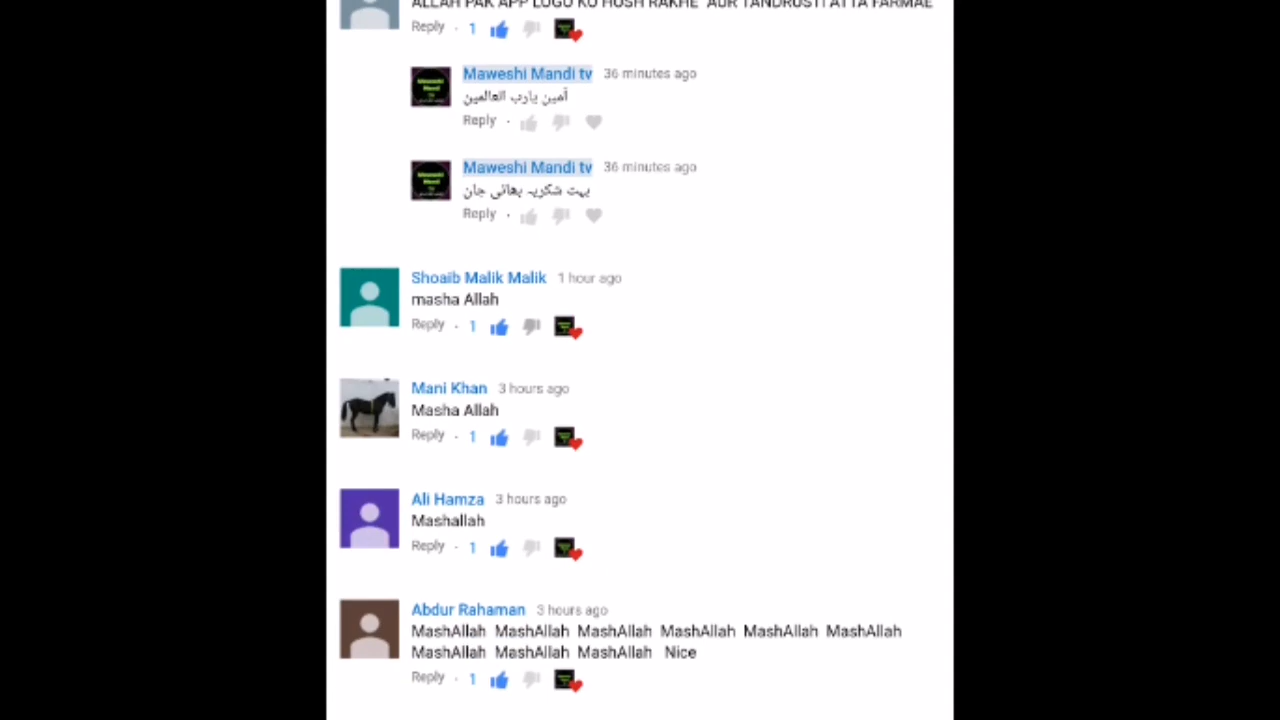 ALLAH PAK APP LOGO KO HOSH RAKHE AUR TANDRUSTI ATTA FARMAE
Reply · 1
Maweshi Mandi tv 36 minutes ago
آمین یارب العالمین
Reply ·
Maweshi Mandi tv 36 minutes ago
بہت شکریہ بھائی جان
Reply ·
Shoaib Malik Malik 1 hour ago
masha Allah
Reply · 1
Mani Khan 3 hours ago
Masha Allah
Reply · 1
Ali Hamza 3 hours ago
Mashallah
Reply · 1
Abdur Rahaman 3 hours ago
MashAllah MashAllah MashAllah MashAllah MashAllah MashAllah
MashAllah MashAllah MashAllah Nice
Reply · 1